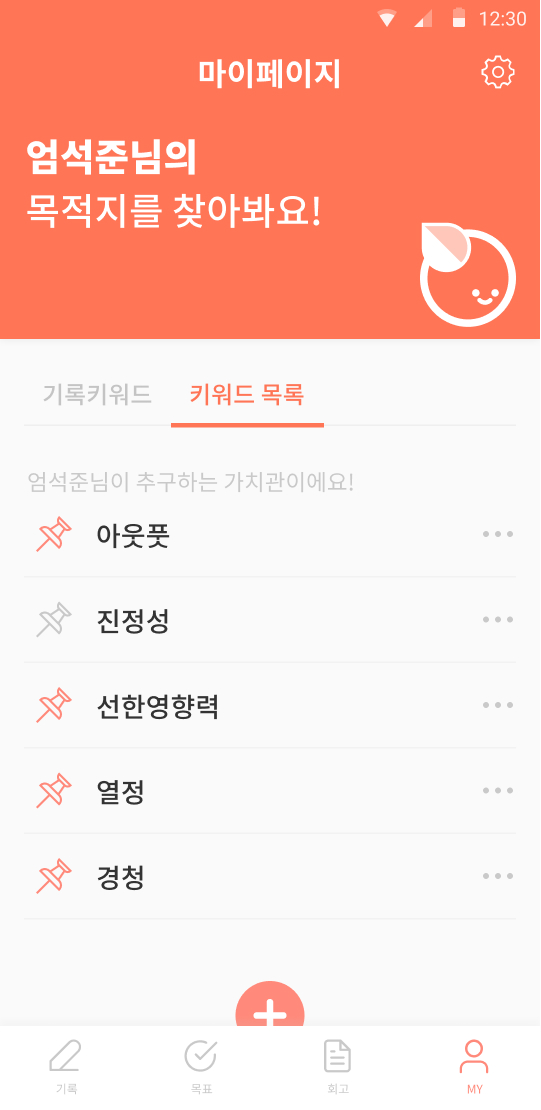 12:30
마이페이지
엄석준님의
목적지를 찾아봐요!
기록키워드 키워드 목록
엄석준님이 추구하는 가치관이에요!
아웃풋
진정성
선한영향력
열정
경청
기록 목표 회고 MY